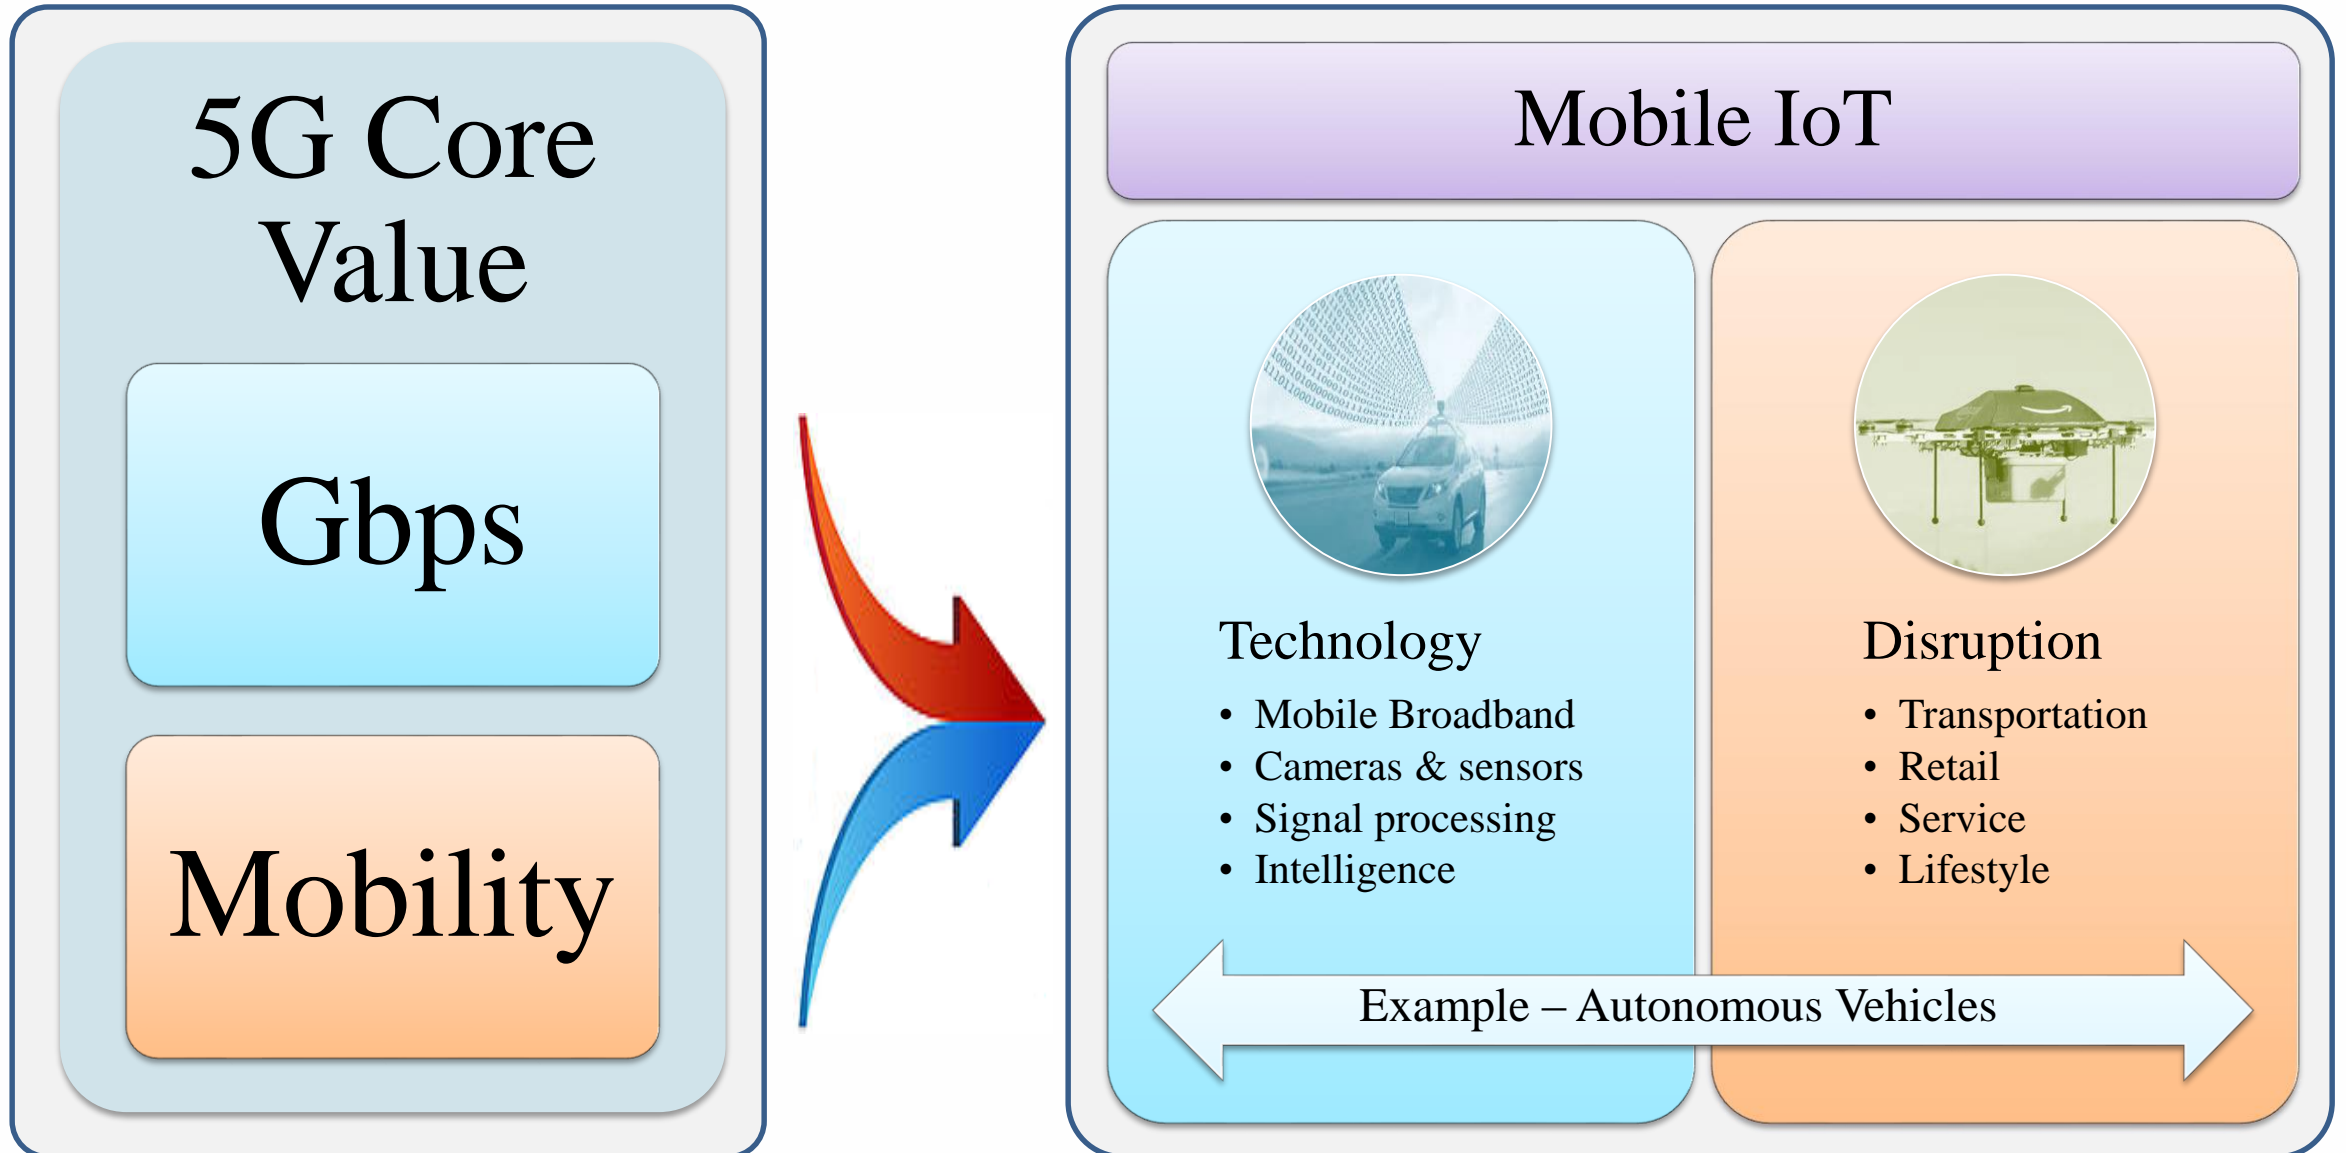 5G Core
Value
Gbps
Mobility
Mobile IoT
Technology
• Mobile Broadband
• Cameras & sensors
• Signal processing
• Intelligence
Disruption
• Transportation
• Retail
• Service
• Lifestyle
Example – Autonomous Vehicles